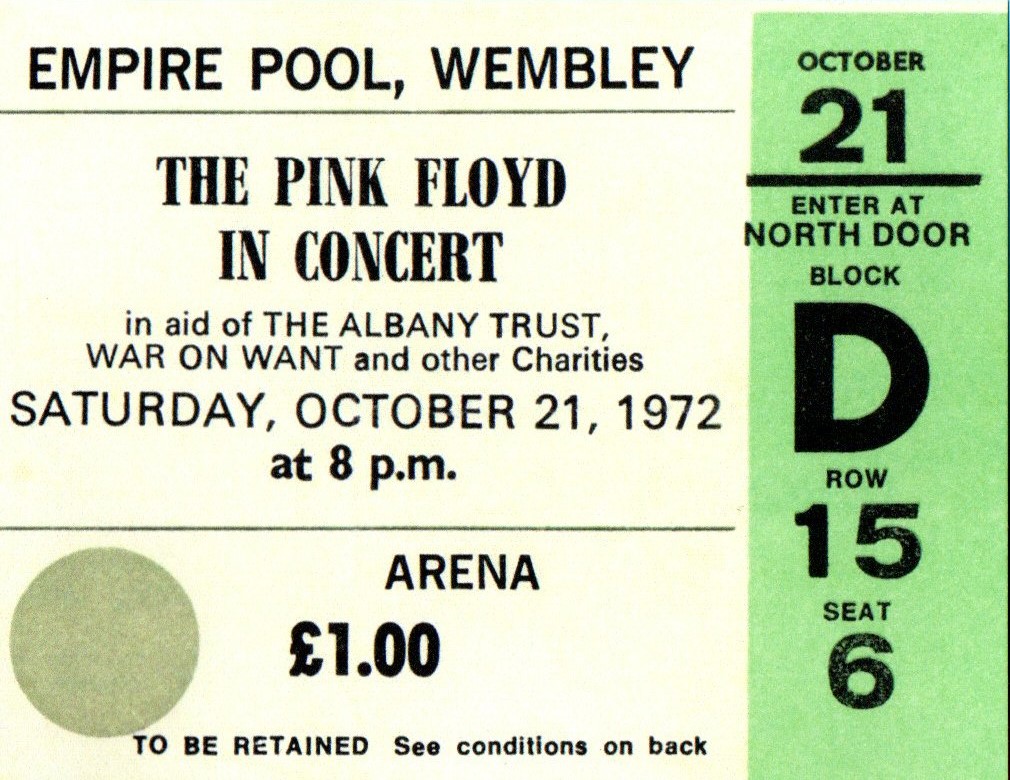 EMPIRE POOL, WEMBLEY
THE PINK FLOYD
IN CONCERT
in aid of THE ALBANY TRUST,
WAR ON WANT and other Charities
SATURDAY, OCTOBER 21, 1972
at 8 p.m.
ARENA
£1.00
TO BE RETAINED See conditions on back
OCTOBER
21
ENTER AT
NORTH DOOR
BLOCK
D
ROW
15
SEAT
6